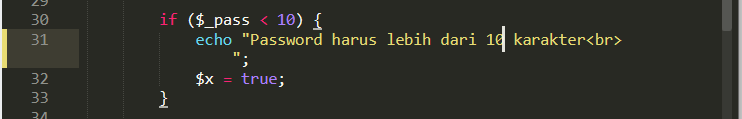 29
30 if ($_pass < 10) {
31 echo "Password harus lebih dari 10 karakter<br>
";
32 $x = true;
33 }
34